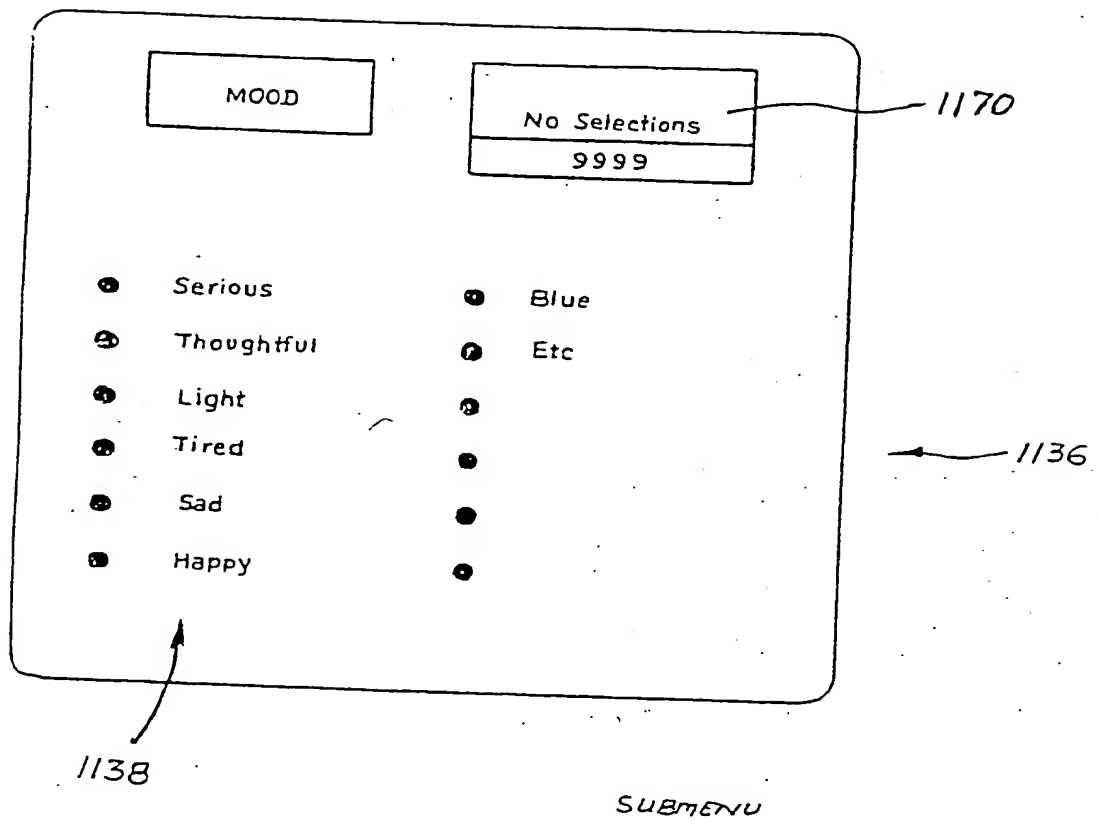 MOOD
No Selections
9999
1170
Serious
Thoughtful
Light
Tired
Sad
Happy
Blue
Etc
1136
1138
SUBMENU